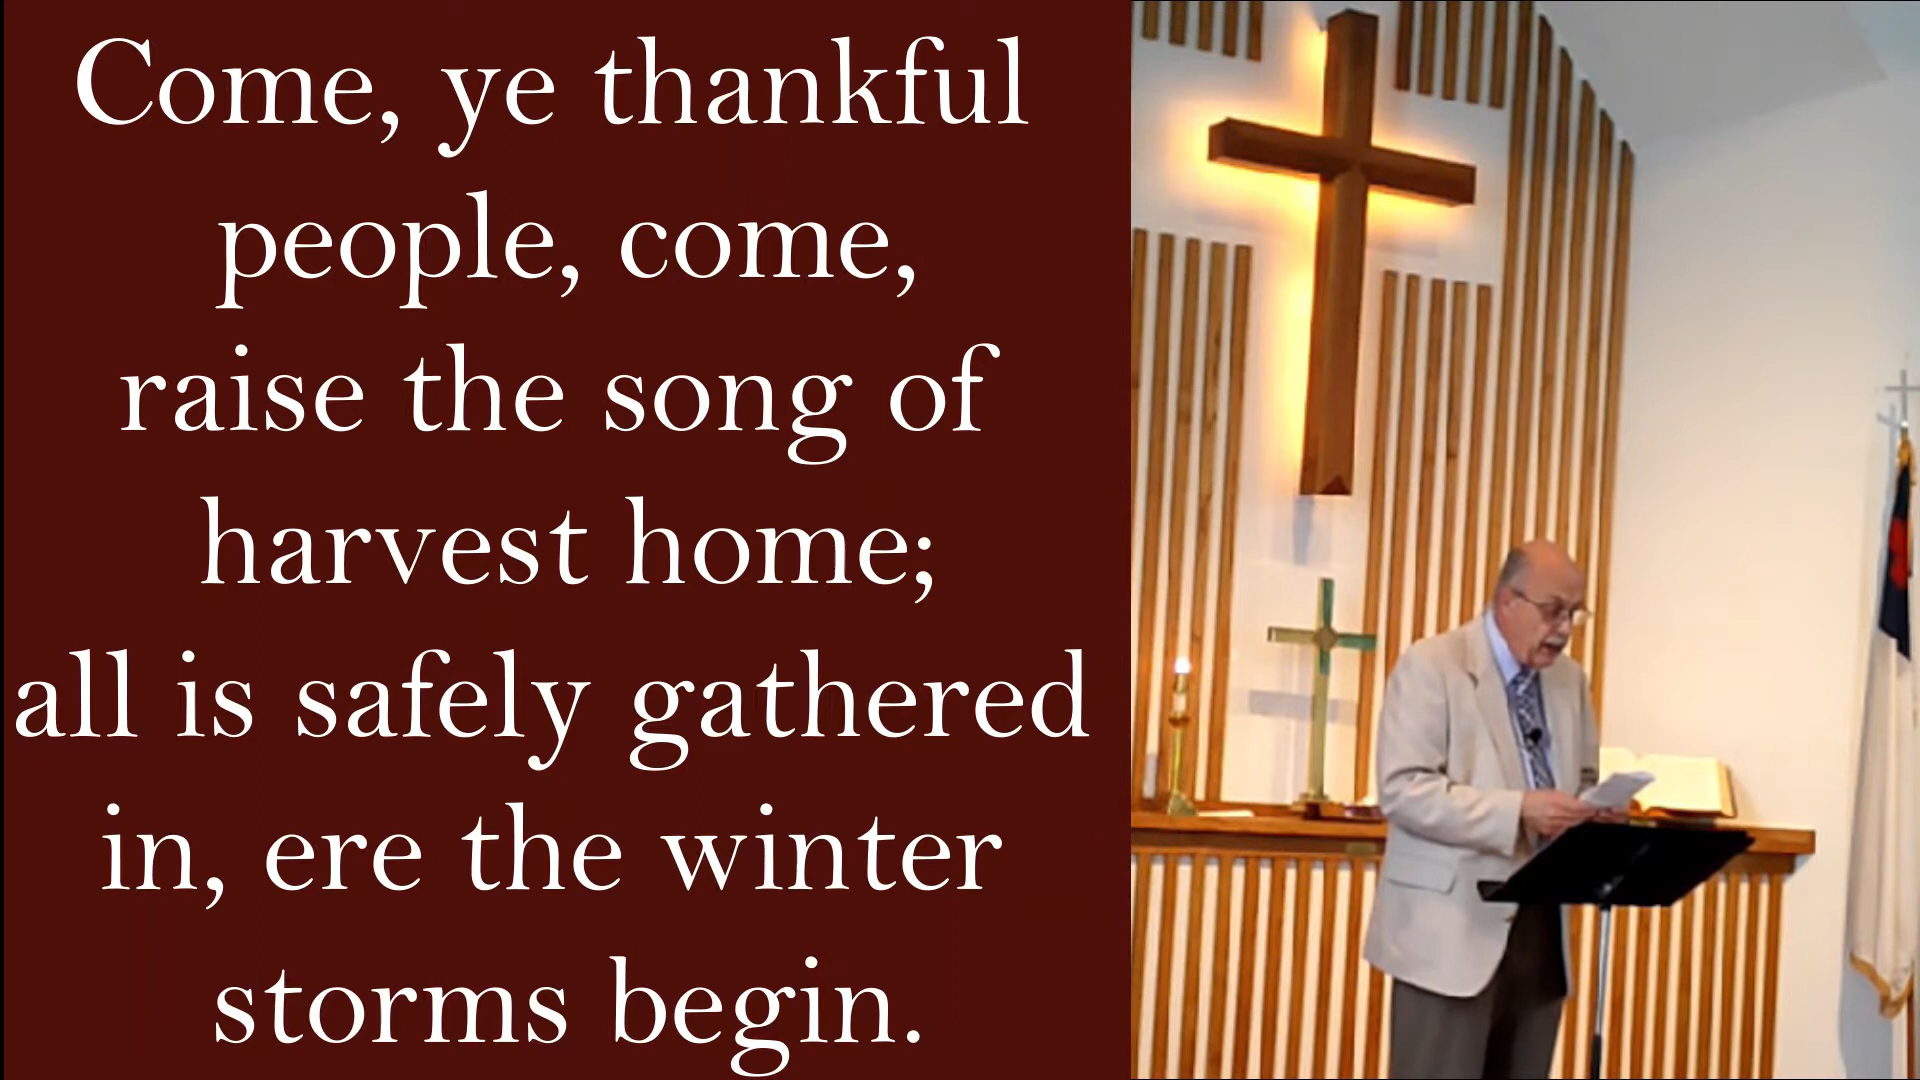 Come, ye thankful
people, come,
raise the song of
harvest home;
all is safely gathered
in, ere the winter
storms begin.